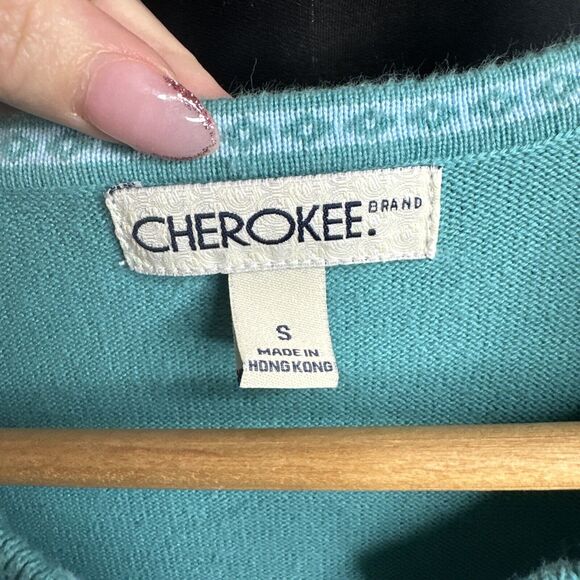 CHEROKEE. BRAND
S
MADE IN
HONG KONG